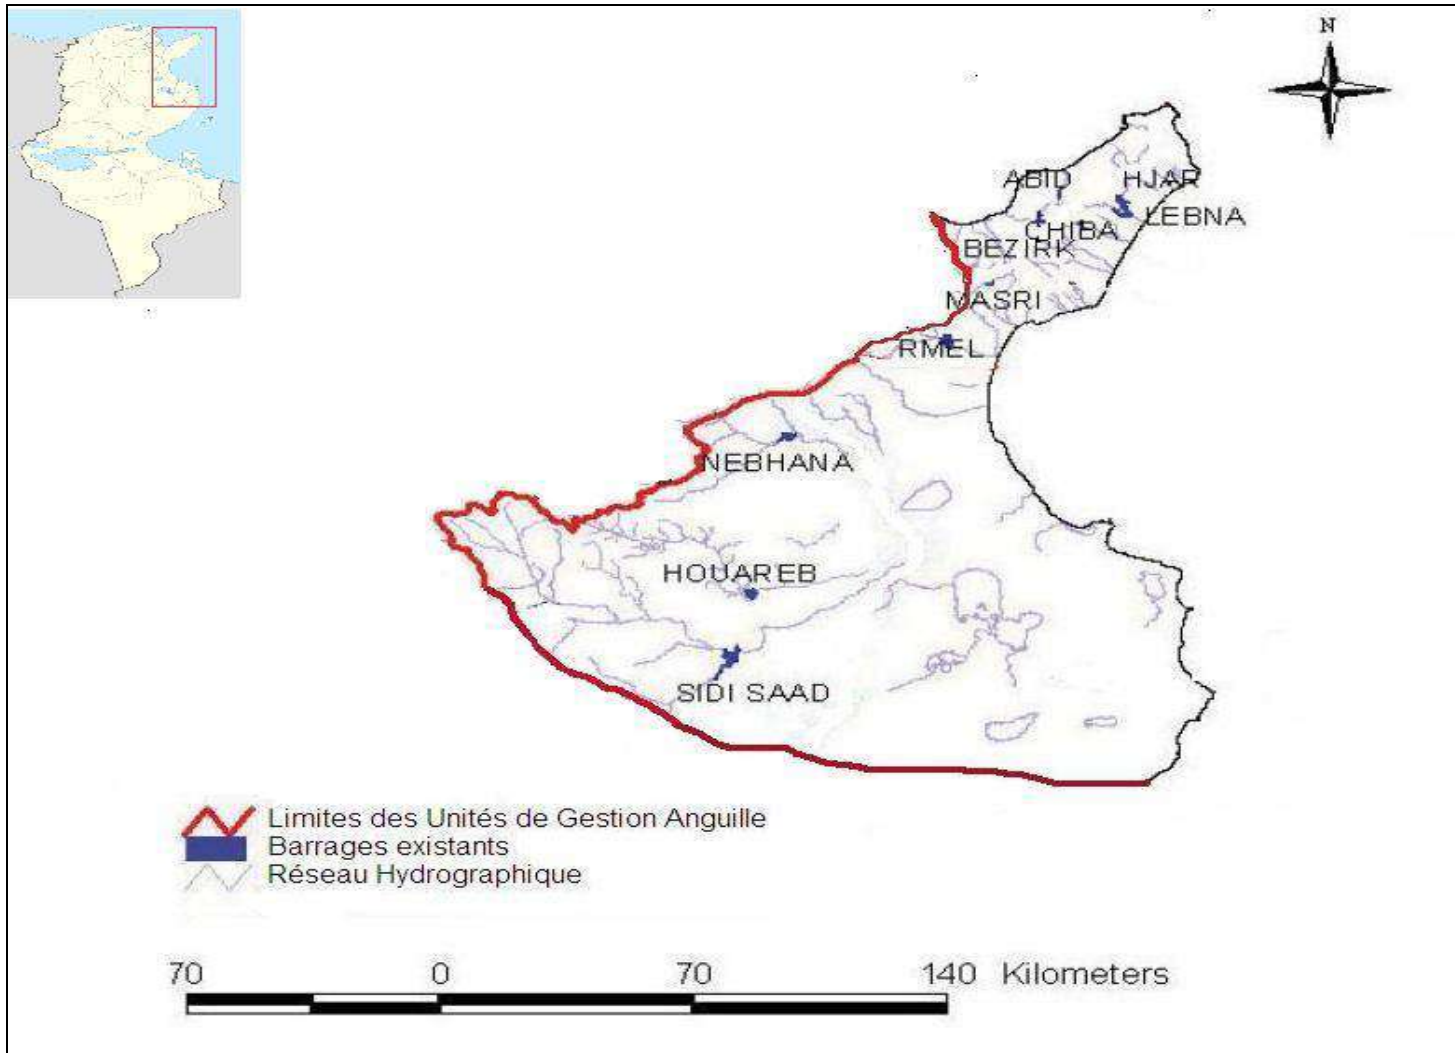 N
ABID
HJAR
LEBNA
CHIBA
BEZIRK
MASRI
RMEL
NEBHANA
HOUAREB
SIDI SAAD
Limites des Unités de Gestion Anguille
Barrages existants
Réseau Hydrographique
70 0 70 140 Kilometers